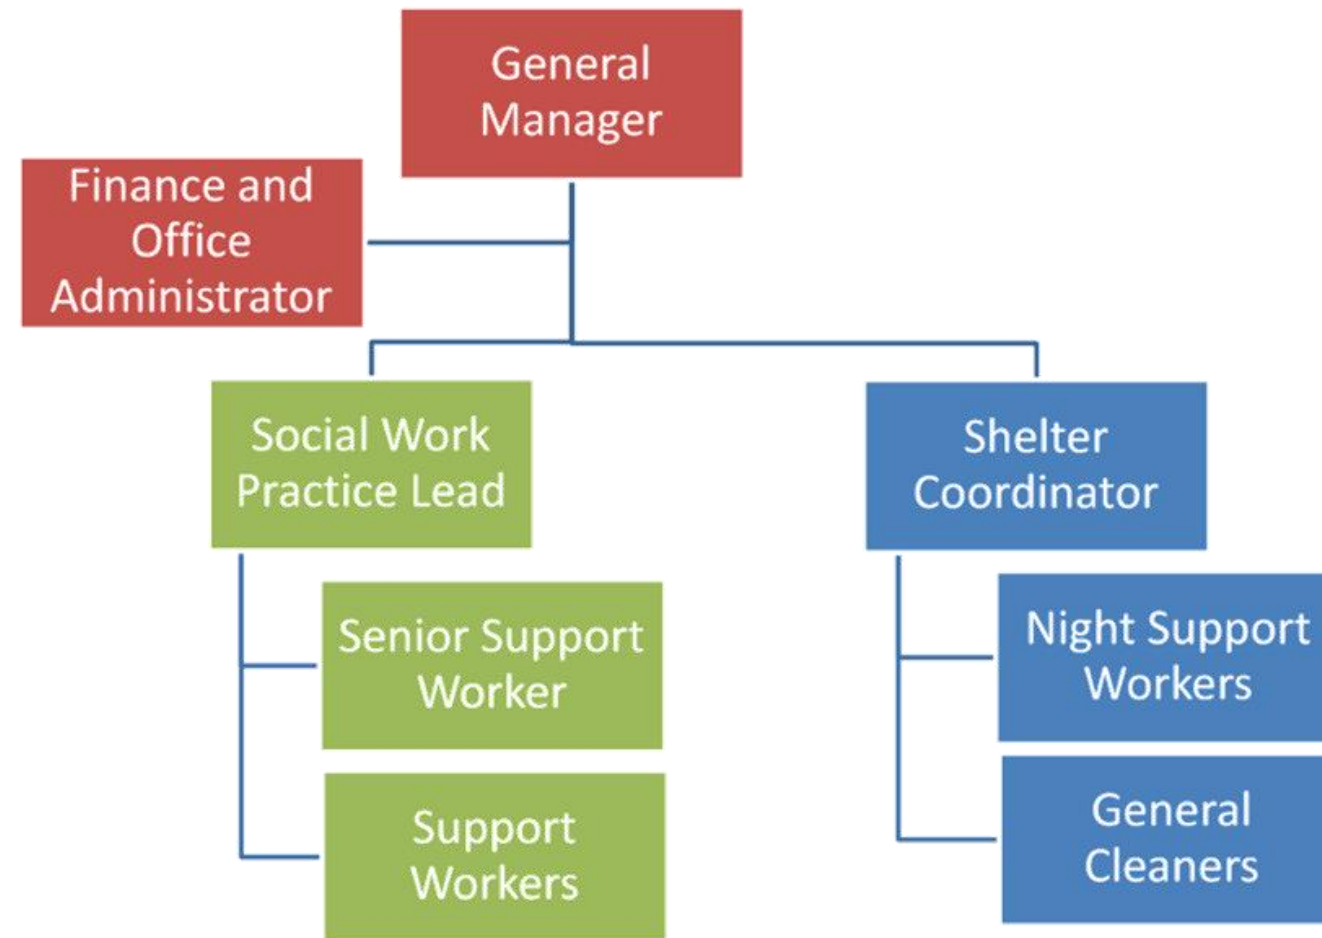 General
Manager
Finance and
Office
Administrator
Social Work
Practice Lead
Senior Support
Worker
Support
Workers
Shelter
Coordinator
Night Support
Workers
General
Cleaners